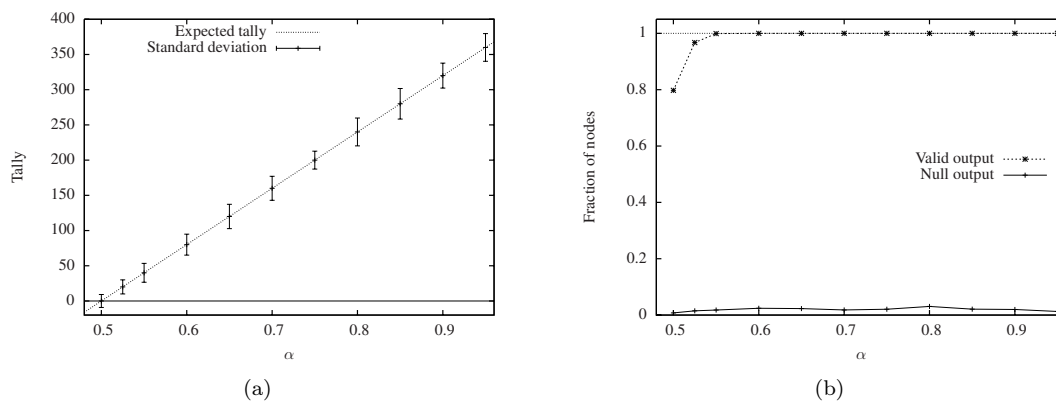 400
350
300
250
200
150
100
50
0
Tally
Expected tally
Standard deviation
0.5 0.6 0.7 0.8 0.9
α
(a)
1
0.8
0.6
0.4
0.2
0
Fraction of nodes
Valid output
Null output
0.5 0.6 0.7 0.8 0.9
α
(b)